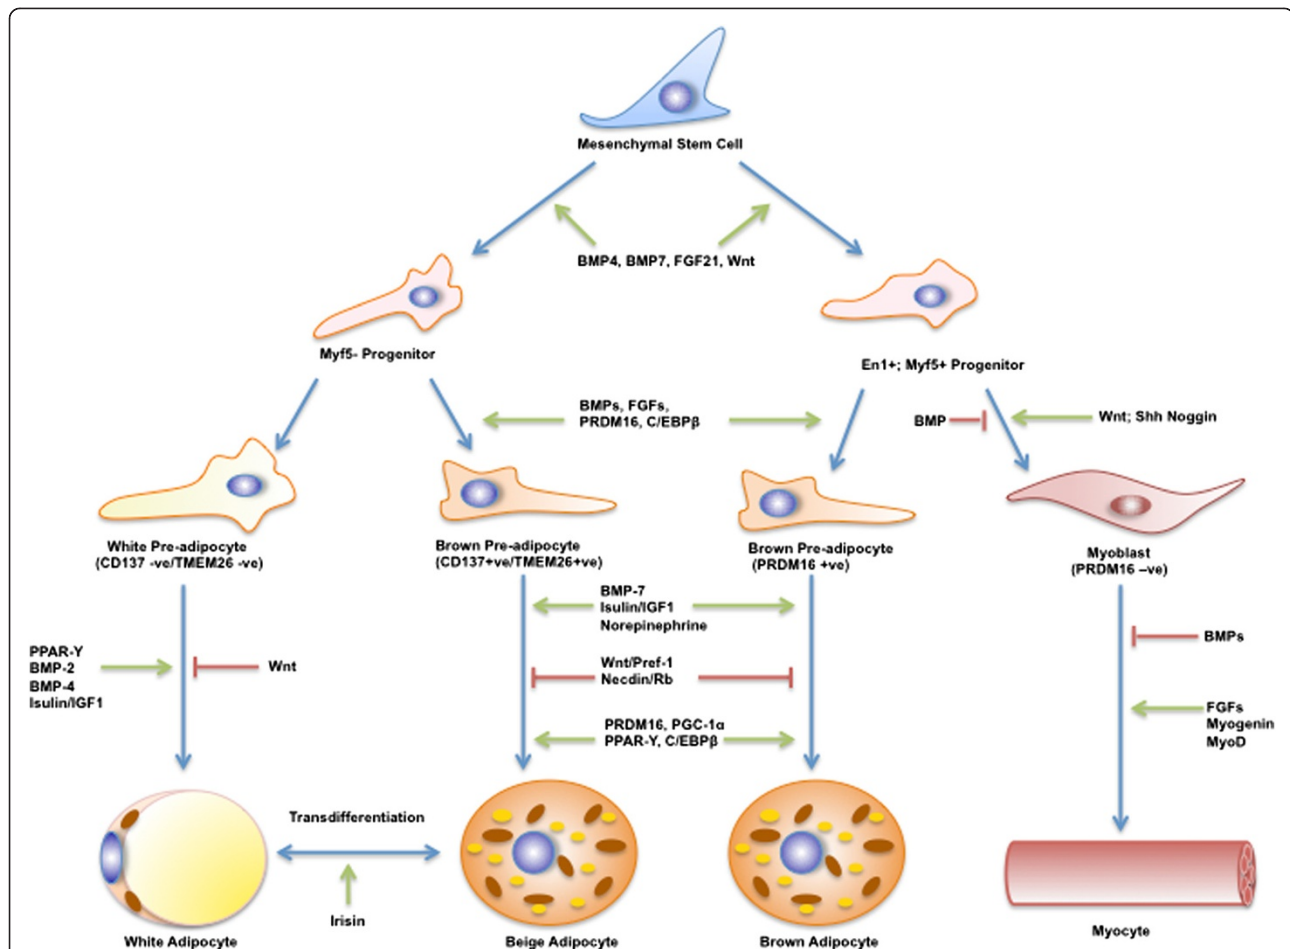 Mesenchymal Stem Cell
BMP4, BMP7, FGF21, Wnt
Myf5- Progenitor
En1+; Myf5+ Progenitor
BMPs, FGFs,
PRDM16, C/EBPβ
BMP
Wnt; Shh Noggin
White Pre-adipocyte
(CD137 -ve/TMEM26 -ve)
Brown Pre-adipocyte
(CD137+ve/TMEM26+ve)
Brown Pre-adipocyte
(PRDM16 +ve)
Myoblast
(PRDM16 –ve)
BMP-7
Isulin/IGF1
Norepinephrine
PPAR-Y
BMP-2
BMP-4
Isulin/IGF1
Wnt
Wnt/Pref-1
Necdin/Rb
BMPs
PRDM16, PGC-1α
PPAR-Y, C/EBPβ
FGFs
Myogenin
MyoD
Transdifferentiation
Irisin
White Adipocyte
Beige Adipocyte
Brown Adipocyte
Myocyte